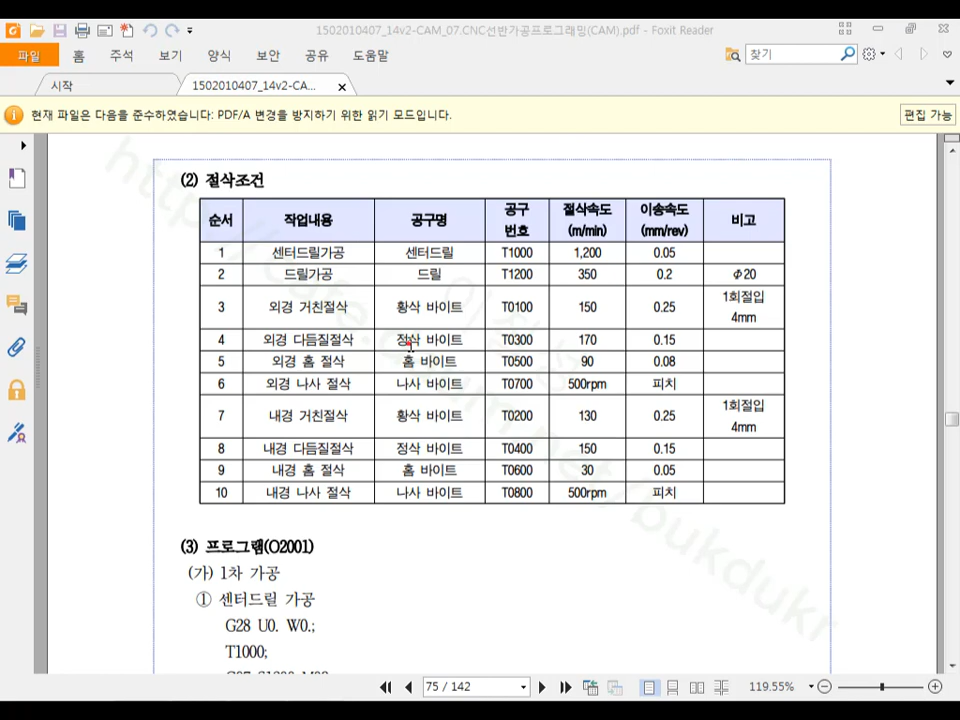 1502010407_14v2-CAM_07.CNC선반가공프로그래밍(CAM).pdf - Foxit Reader
파일 홈 주석 보기 양식 보안 공유 도움말 찾기
시작 1502010407_14v2-CA...
현재 파일은 다음을 준수하였습니다: PDF/A 변경을 방지하기 위한 읽기 모드입니다. 편집 가능
(2) 절삭조건
순서 작업내용 공구명 공구 번호 절삭속도 (m/min) 이송속도 (mm/rev) 비고
1 센터드릴가공 센터드릴 T1000 1,200 0.05
2 드릴가공 드릴 T1200 350 0.2 Φ20
3 외경 거친절삭 황삭 바이트 T0100 150 0.25 1회절입 4mm
4 외경 다듬질절삭 정삭 바이트 T0300 170 0.15
5 외경 홈 절삭 홈 바이트 T0500 90 0.08
6 외경 나사 절삭 나사 바이트 T0700 500rpm 피치
7 내경 거친절삭 황삭 바이트 T0200 130 0.25 1회절입 4mm
8 내경 다듬질절삭 정삭 바이트 T0400 150 0.15
9 내경 홈 절삭 홈 바이트 T0600 30 0.05
10 내경 나사 절삭 나사 바이트 T0800 500rpm 피치
(3) 프로그램(O2001)
(가) 1차 가공
① 센터드릴 가공
G28 U0. W0.;
T1000;
75 / 142 119.55%